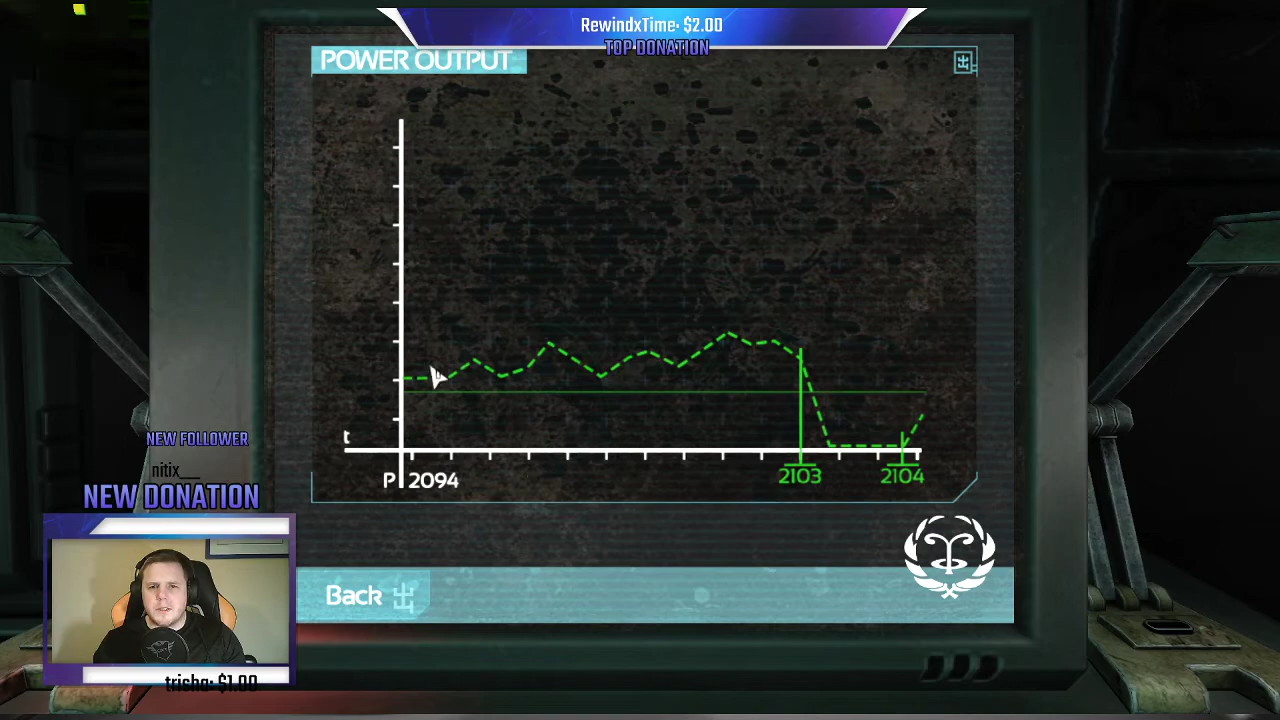 RewindxTime: $2.00
TOP DONATION
POWER OUTPUT
t
P 2094
2103
2104
NEW FOLLOWER
nitix__
NEW DONATION
trisha: $1.00
Back